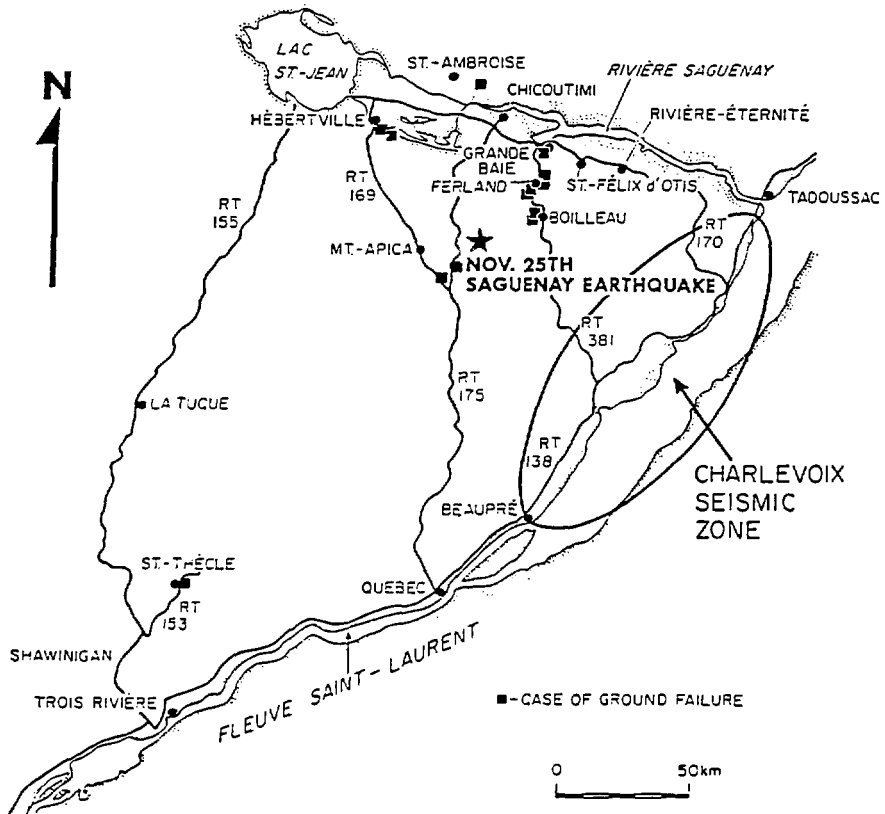 LAC
ST-JEAN
ST-AMBROISE
CHICOUTIMI
RIVIÈRE SAGUENAY
N
HÉBERTVILLE
RIVIÈRE-ÉTERNITÉ
GRANDE
BAIE
FERLAND
ST-FÉLIX d'OTIS
TADOUSSAC
RT
155
RT
169
BOILLEAU
RT
170
MT.-APICA
NOV. 25TH
SAGUENAY EARTHQUAKE
RT
381
LA TUQUE
RT
175
RT
138
CHARLEVOIX
SEISMIC
ZONE
BEAUPRÉ
ST-THÈCLE
RT
153
QUÉBEC
SHAWINIGAN
TROIS RIVIÈRE
FLEUVE SAINT-LAURENT
■-CASE OF GROUND FAILURE
0 50km